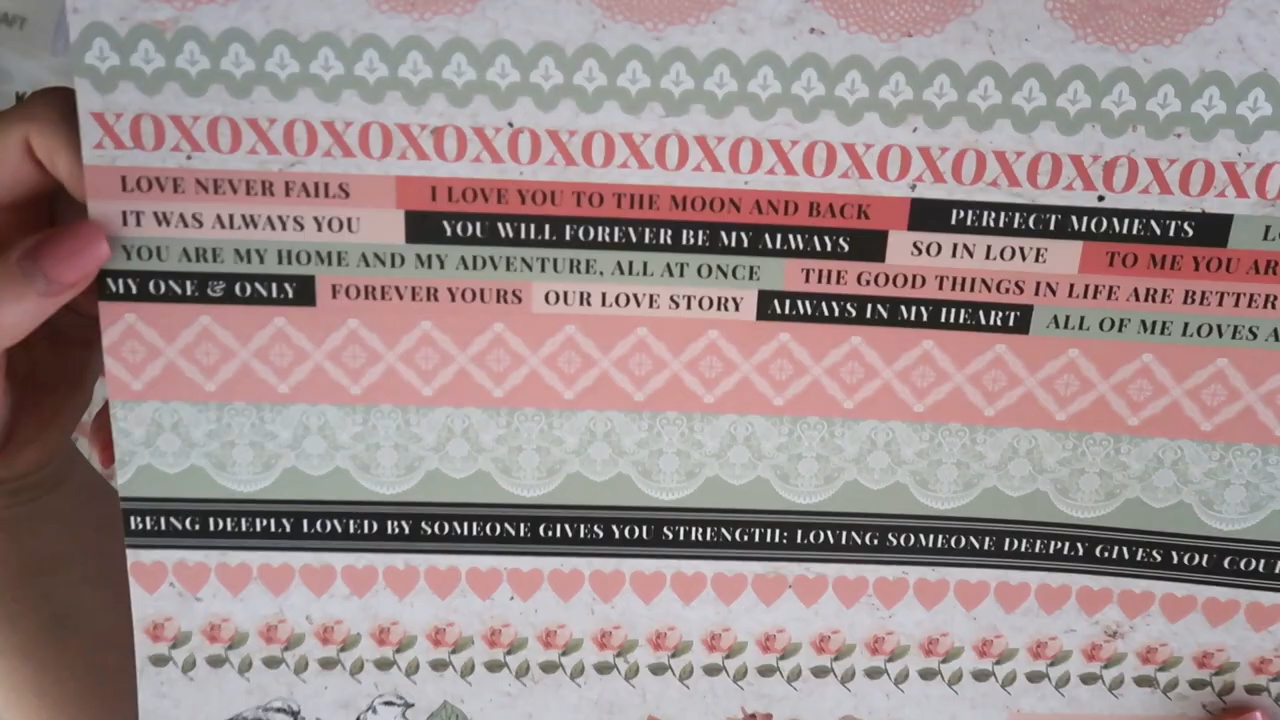 AFT
XOXOXOXOXOXOXOXOXOXOXOXOXOXOXOXO
LOVE NEVER FAILS I LOVE YOU TO THE MOON AND BACK PERFECT MOMENTS
IT WAS ALWAYS YOU YOU WILL FOREVER BE MY ALWAYS SO IN LOVE TO ME YOU
YOU ARE MY HOME AND MY ADVENTURE, ALL AT ONCE THE GOOD THINGS IN LIFE ARE BETTER
MY ONE & ONLY FOREVER YOURS OUR LOVE STORY ALWAYS IN MY HEART ALL OF ME LOVES
BEING DEEPLY LOVED BY SOMEONE GIVES YOU STRENGTH; LOVING SOMEONE DEEPLY GIVES YOU